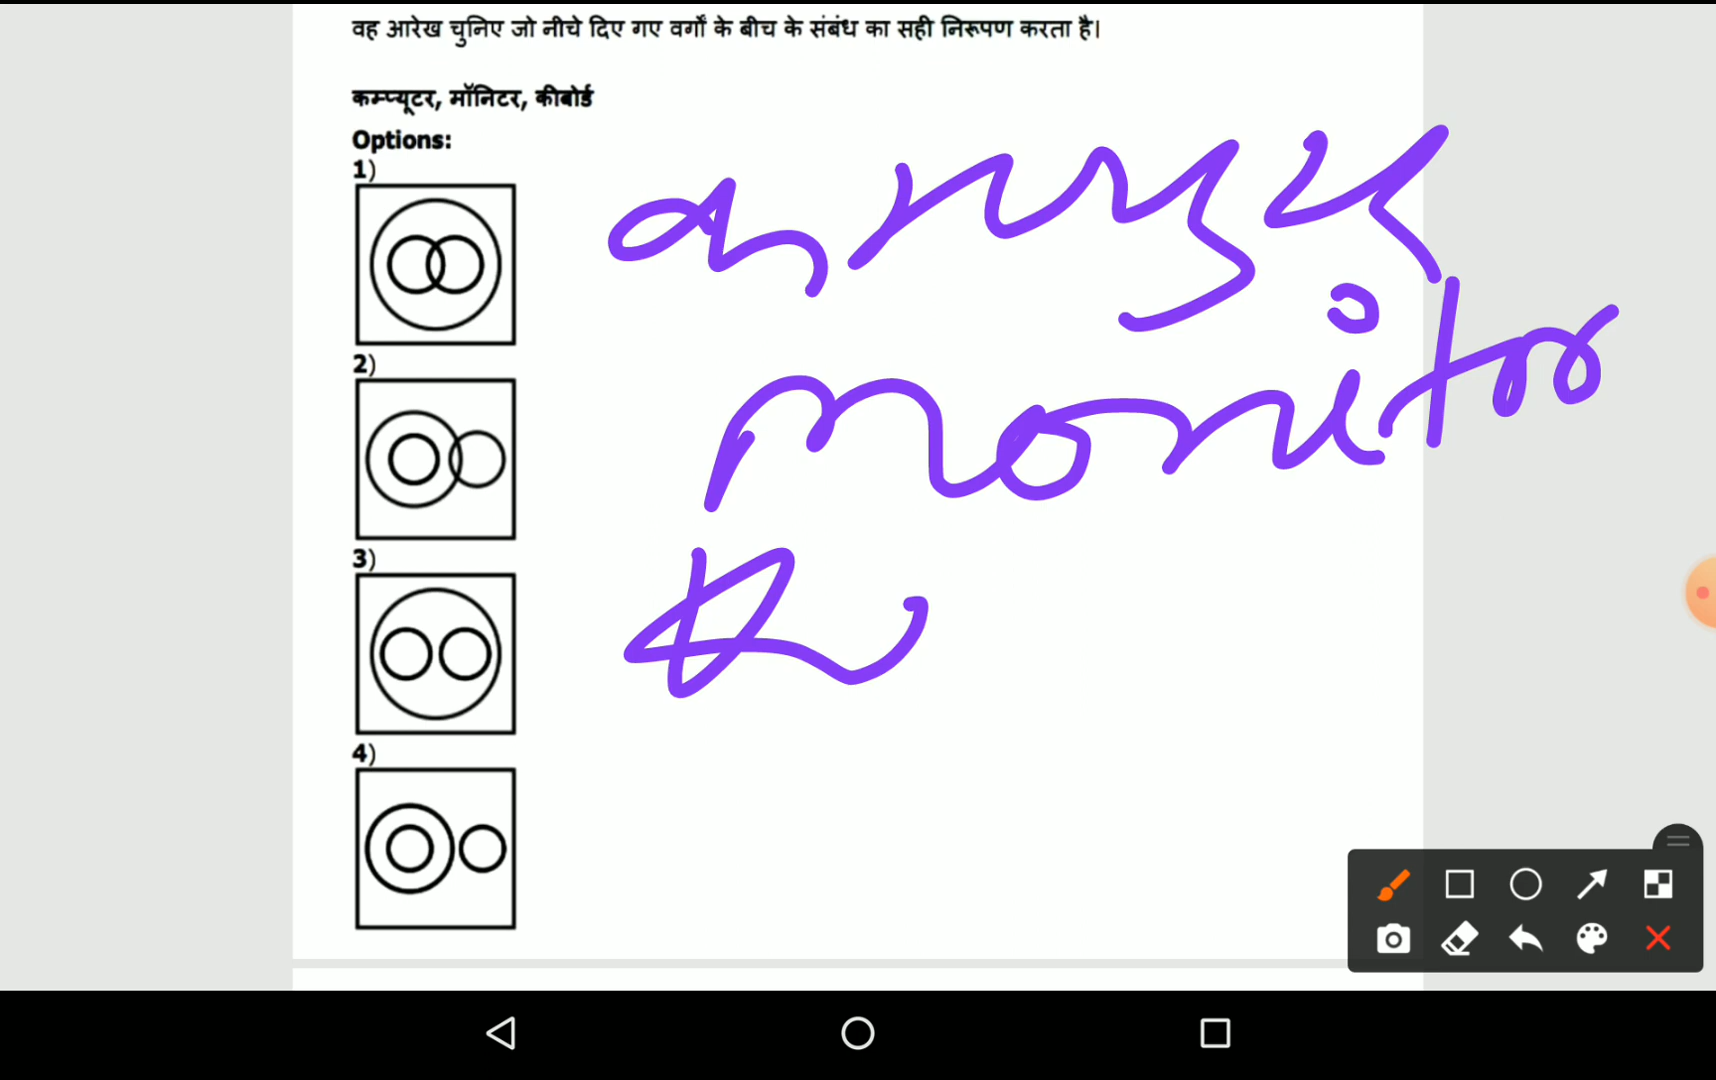 वह आरेख चुनिए जो नीचे दिए गए वर्गों के बीच के संबंध का सही निरूपण करता है।
कम्प्यूटर, मॉनिटर, कीबोर्ड
Options:
1)
2)
3)
4)
monitor